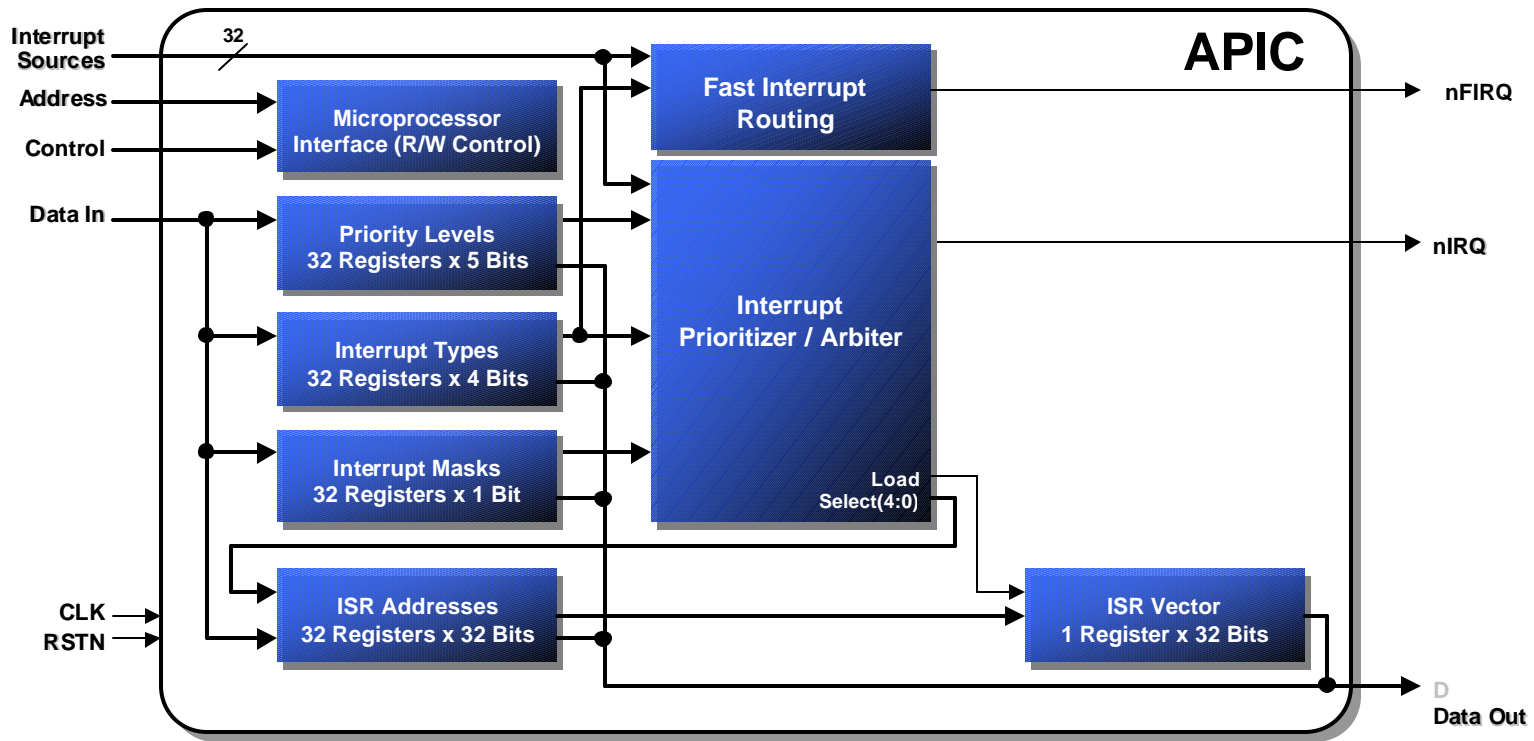 Interrupt
Sources
32
APIC
Address
Control
Data In
CLK
RSTN
Microprocessor
Interface (R/W Control)
Priority Levels
32 Registers x 5 Bits
Interrupt Types
32 Registers x 4 Bits
Interrupt Masks
32 Registers x 1 Bit
ISR Addresses
32 Registers x 32 Bits
Fast Interrupt
Routing
Interrupt
Prioritizer / Arbiter
Load
Select(4:0)
ISR Vector
1 Register x 32 Bits
nFIRQ
nIRQ
D
Data Out